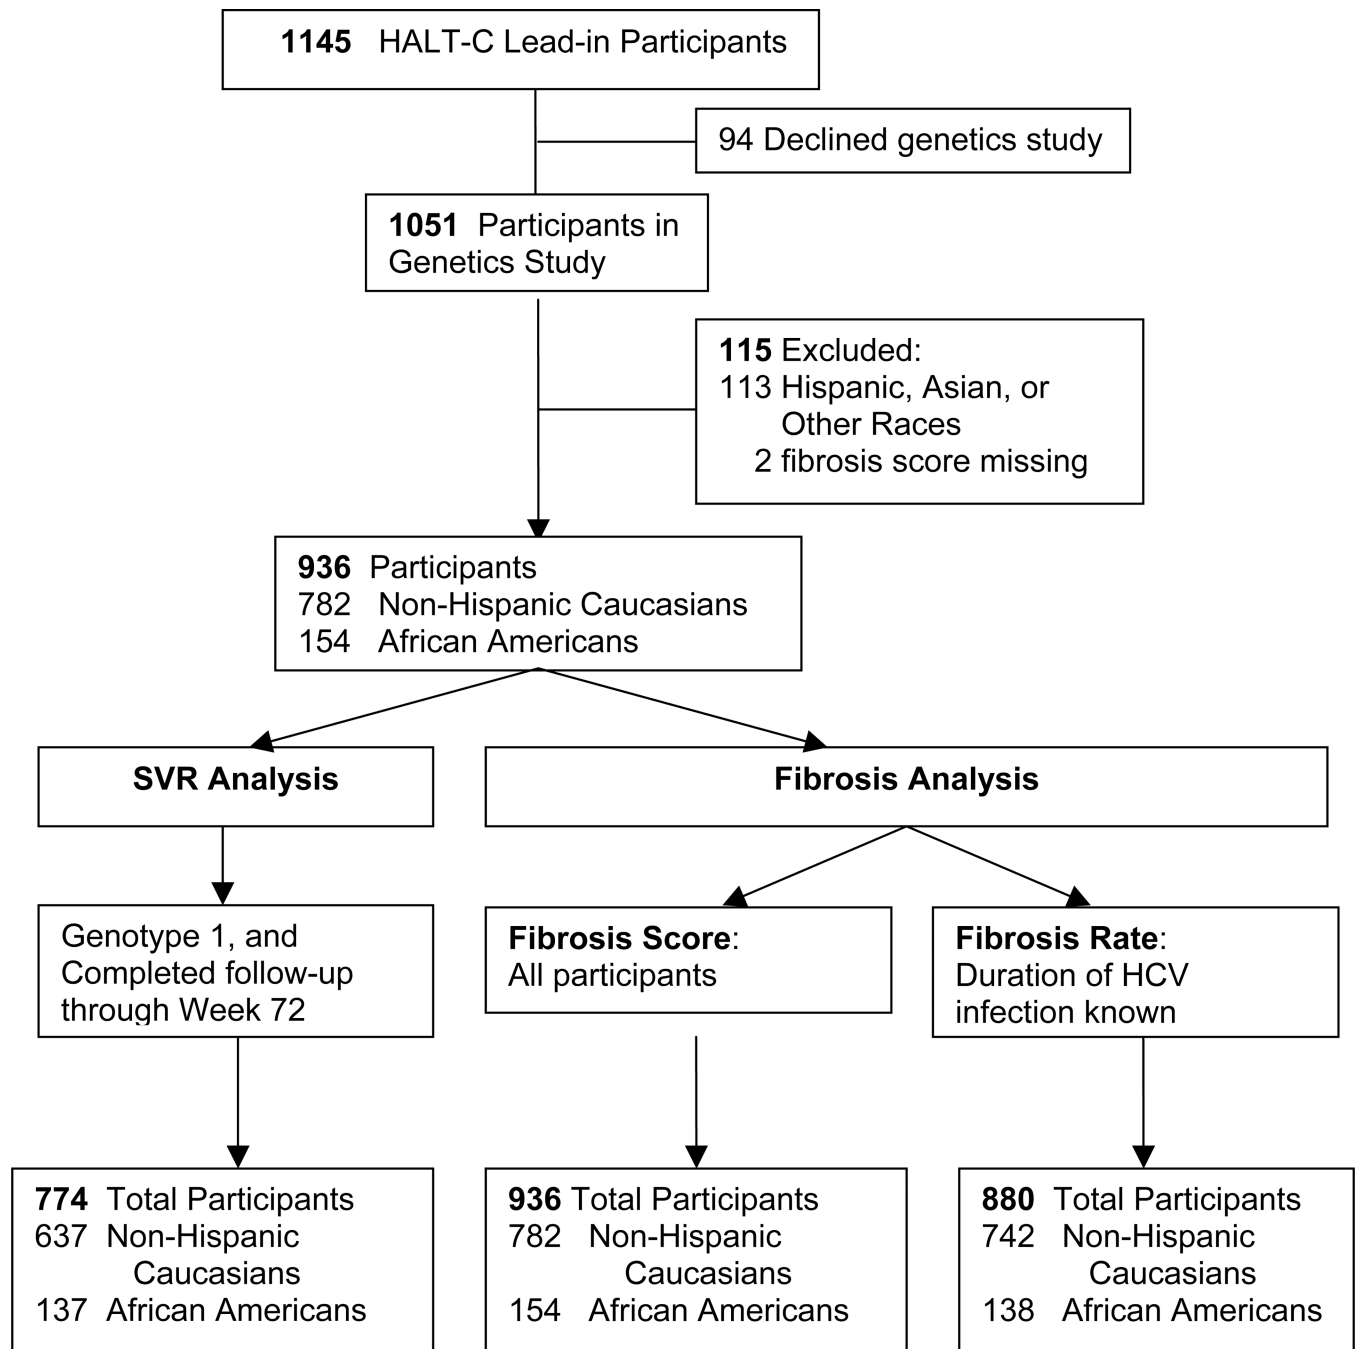 1145 HALT-C Lead-in Participants
94 Declined genetics study
1051 Participants in
Genetics Study
115 Excluded:
113 Hispanic, Asian, or
Other Races
2 fibrosis score missing
936 Participants
782 Non-Hispanic Caucasians
154 African Americans
SVR Analysis
Fibrosis Analysis
Genotype 1, and
Completed follow-up
through Week 72
Fibrosis Score:
All participants
Fibrosis Rate:
Duration of HCV
infection known
774 Total Participants
637 Non-Hispanic
Caucasians
137 African Americans
936 Total Participants
782 Non-Hispanic
Caucasians
154 African Americans
880 Total Participants
742 Non-Hispanic
Caucasians
138 African Americans